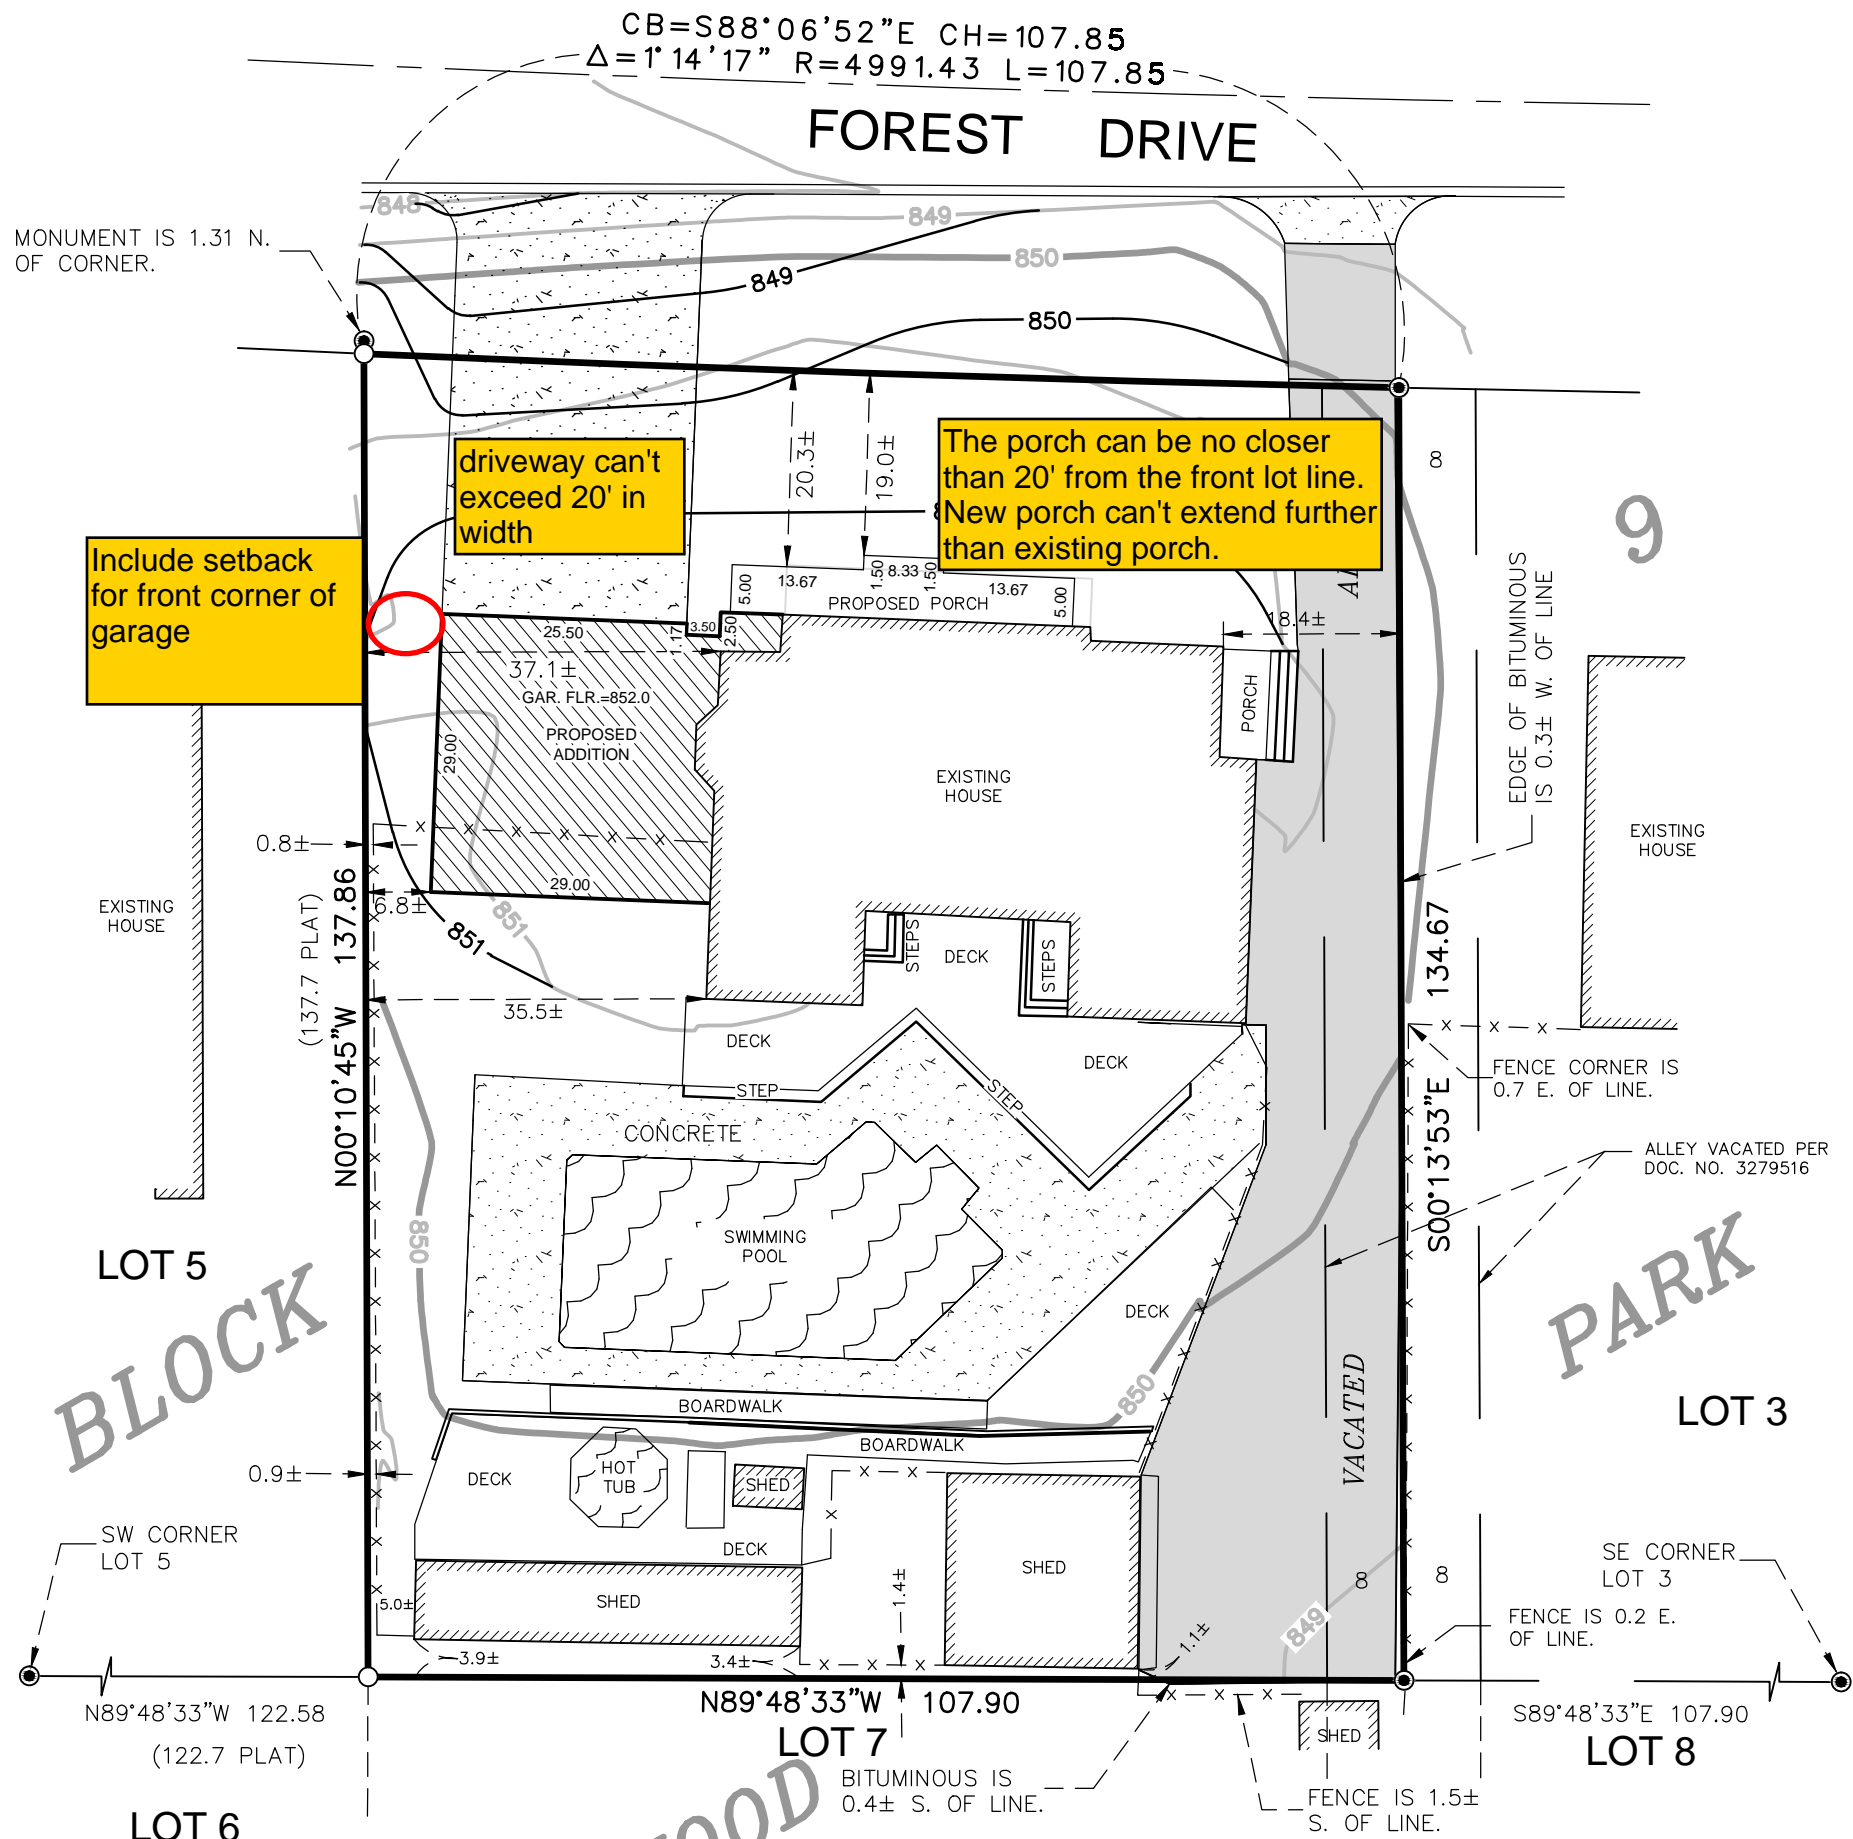 CB=S88°06'52"E CH=107.85
Δ=1°14'17" R=4991.43 L=107.85
FOREST DRIVE
848
849
850
849
850
MONUMENT IS 1.31 N.
OF CORNER.
20.3±
19.0±
driveway can't
exceed 20' in
width
The porch can be no closer
than 20' from the front lot line.
New porch can't extend further
than existing porch.
Include setback
for front corner of
garage
8
9
5.00
13.67
1.50
8.33
1.50
13.67
5.00
PROPOSED PORCH
25.50
1.17
3.50
2.50
37.1±
GAR. FLR.=852.0
PROPOSED
ADDITION
29.00
29.00
18.4±
PORCH
EXISTING
HOUSE
EDGE OF BITUMINOUS
IS 0.3± W. OF LINE
EXISTING
HOUSE
EXISTING
HOUSE
0.8±
6.8±
N00°10'45"W 137.86
(137.7 PLAT)
851
851
35.5±
STEPS
DECK
STEPS
DECK
DECK
STEP
STEP
S00°13'53"E 134.67
FENCE CORNER IS
0.7 E. OF LINE.
ALLEY VACATED PER
DOC. NO. 3279516
CONCRETE
SWIMMING
POOL
850
DECK
850
LOT 5
BLOCK
PARK
LOT 3
VACATED
BOARDWALK
BOARDWALK
0.9±
DECK
HOT
TUB
SHED
DECK
SHED
SHED
5.0±
3.9±
3.4±
1.4±
1.1±
849
8
8
SW CORNER
LOT 5
SE CORNER
LOT 3
FENCE IS 0.2 E.
OF LINE.
N89°48'33"W 122.58
(122.7 PLAT)
N89°48'33"W 107.90
S89°48'33"E 107.90
LOT 7
SHED
LOT 8
BITUMINOUS IS
0.4± S. OF LINE.
FENCE IS 1.5±
S. OF LINE.
LOT 6
OOD